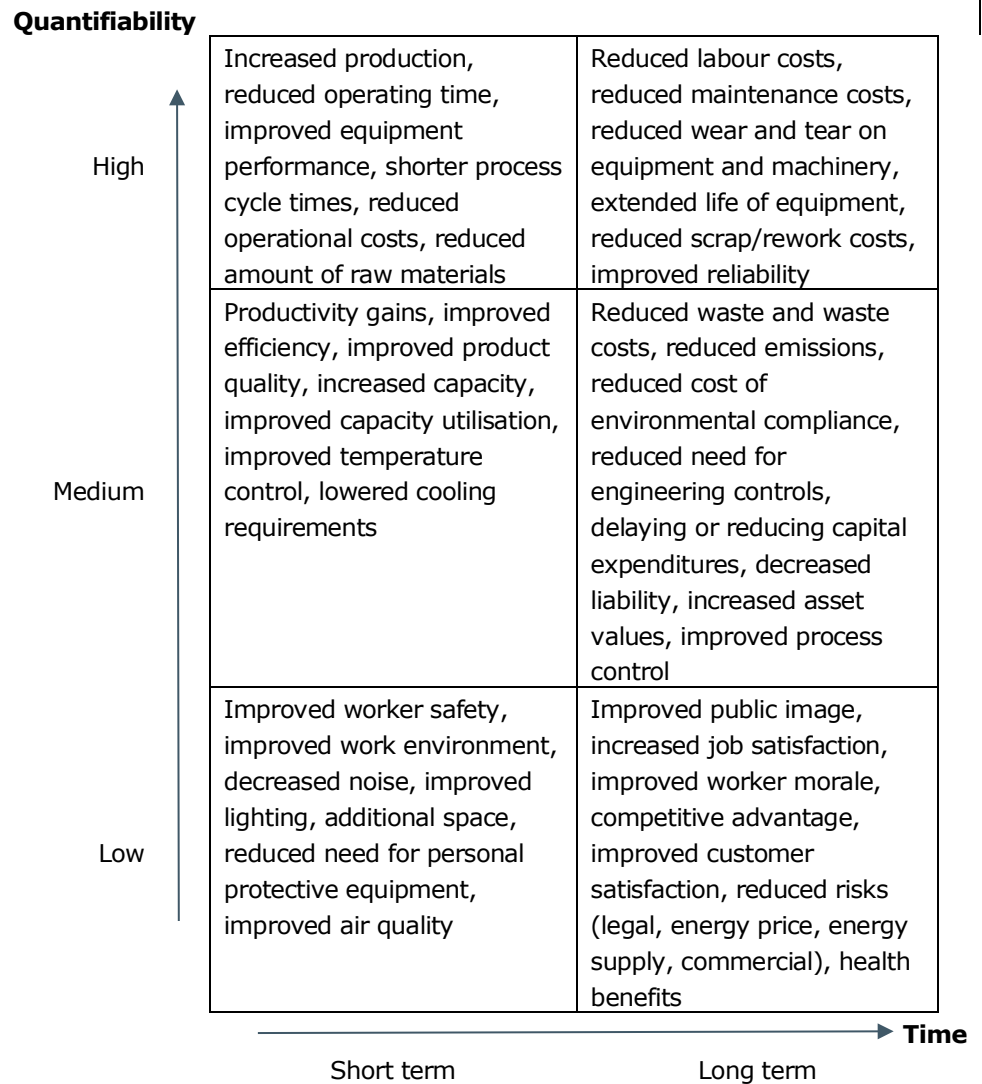 Quantifiability
High
Increased production,
reduced operating time,
improved equipment
performance, shorter process
cycle times, reduced
operational costs, reduced
amount of raw materials
Reduced labour costs,
reduced maintenance costs,
reduced wear and tear on
equipment and machinery,
extended life of equipment,
reduced scrap/rework costs,
improved reliability
Medium
Productivity gains, improved
efficiency, improved product
quality, increased capacity,
improved capacity utilisation,
improved temperature
control, lowered cooling
requirements
Reduced waste and waste
costs, reduced emissions,
reduced cost of
environmental compliance,
reduced need for
engineering controls,
delaying or reducing capital
expenditures, decreased
liability, increased asset
values, improved process
control
Low
Improved worker safety,
improved work environment,
decreased noise, improved
lighting, additional space,
reduced need for personal
protective equipment,
improved air quality
Improved public image,
increased job satisfaction,
improved worker morale,
competitive advantage,
improved customer
satisfaction, reduced risks
(legal, energy price, energy
supply, commercial), health
benefits
Time
Short term
Long term